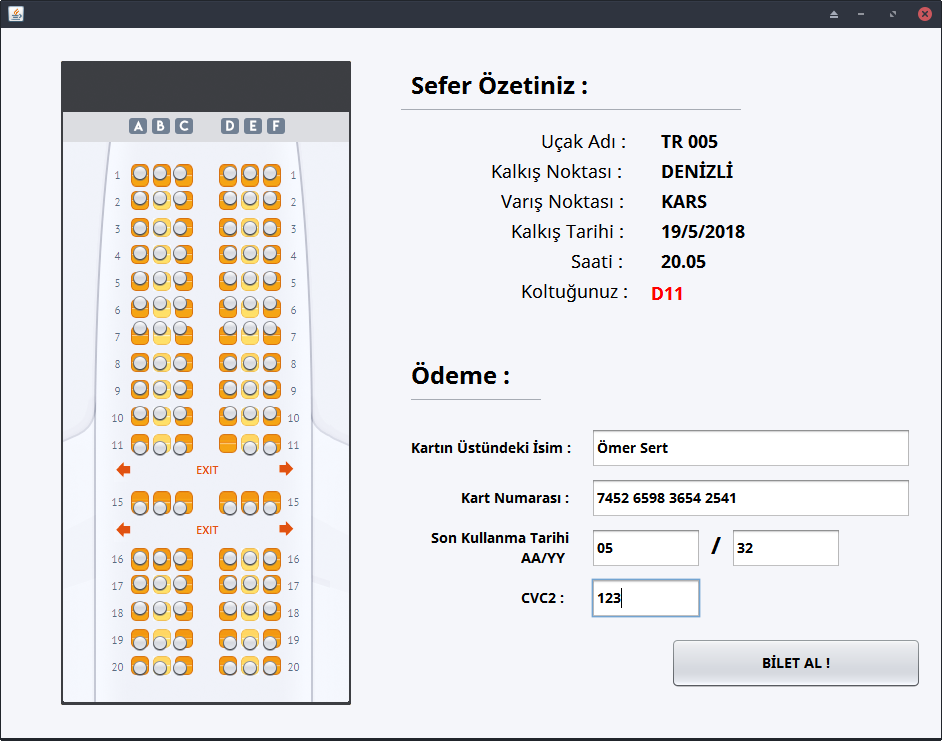 A B C D E F
1 1
2 2
3 3
4 4
5 5
6 6
7 7
8 8
9 9
10 10
11 11
EXIT
15 15
EXIT
16 16
17 17
18 18
19 19
20 20
Sefer Özetiniz :
Uçak Adı : TR 005
Kalkış Noktası : DENİZLİ
Varış Noktası : KARS
Kalkış Tarihi : 19/5/2018
Saati : 20.05
Koltuğunuz : D11
Ödeme :
Kartın Üstündeki İsim : Ömer Sert
Kart Numarası : 7452 6598 3654 2541
Son Kullanma Tarihi
AA/YY 05 / 32
CVC2 : 123
BİLET AL !